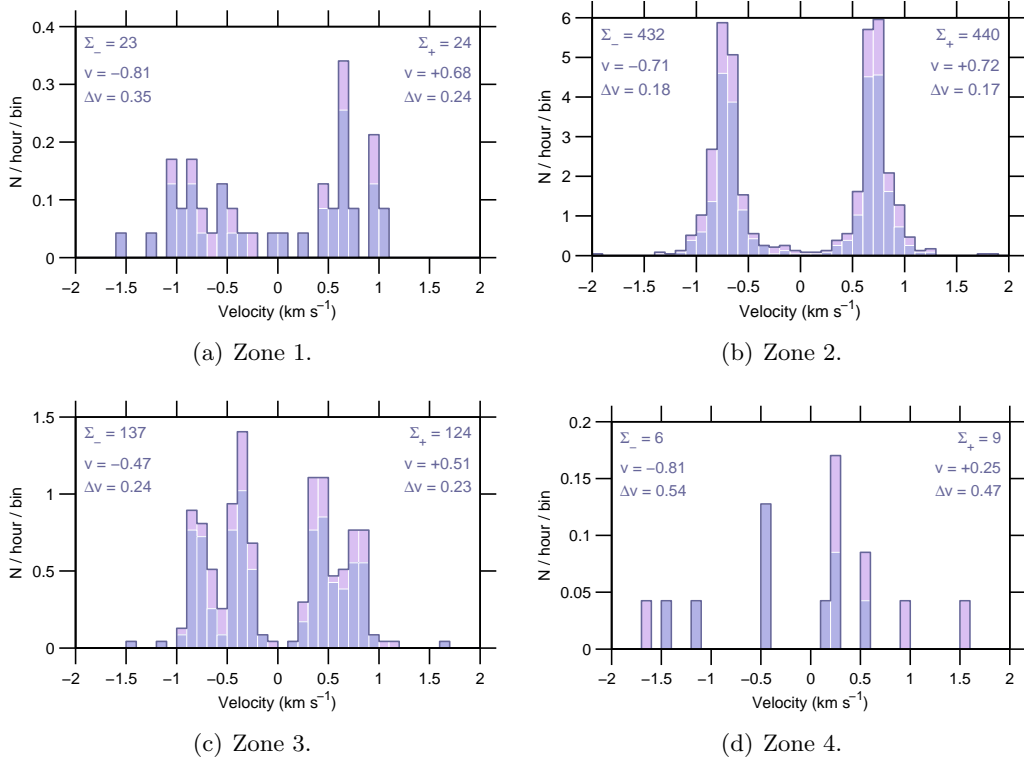 Σ− = 23
v = −0.81
Δv = 0.35
Σ+ = 24
v = +0.68
Δv = 0.24
0.4
0.3
0.2
0.1
0
N / hour / bin
−2 −1.5 −1 −0.5 0 0.5 1 1.5 2
Velocity (km s−1)
(a) Zone 1.
Σ− = 432
v = −0.71
Δv = 0.18
Σ+ = 440
v = +0.72
Δv = 0.17
6
5
4
3
2
1
0
N / hour / bin
−2 −1.5 −1 −0.5 0 0.5 1 1.5 2
Velocity (km s−1)
(b) Zone 2.
Σ− = 137
v = −0.47
Δv = 0.24
Σ+ = 124
v = +0.51
Δv = 0.23
1.5
1
0.5
0
N / hour / bin
−2 −1.5 −1 −0.5 0 0.5 1 1.5 2
Velocity (km s−1)
(c) Zone 3.
Σ− = 6
v = −0.81
Δv = 0.54
Σ+ = 9
v = +0.25
Δv = 0.47
0.2
0.15
0.1
0.05
0
N / hour / bin
−2 −1.5 −1 −0.5 0 0.5 1 1.5 2
Velocity (km s−1)
(d) Zone 4.